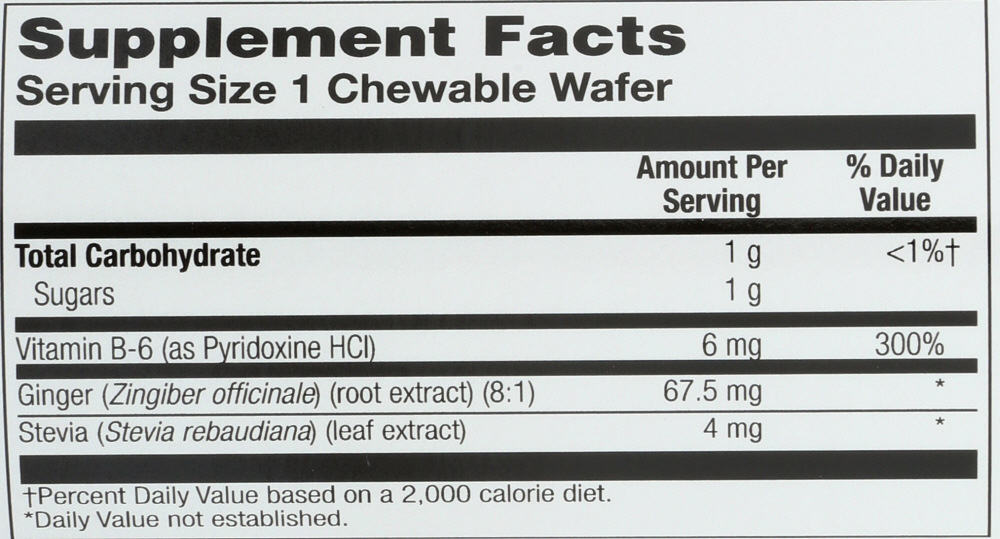 Supplement Facts
Serving Size 1 Chewable Wafer
Amount Per Serving % Daily Value
Total Carbohydrate 1 g <1%†
Sugars 1 g
Vitamin B-6 (as Pyridoxine HCl) 6 mg 300%
Ginger (Zingiber officinale) (root extract) (8:1) 67.5 mg *
Stevia (Stevia rebaudiana) (leaf extract) 4 mg *
†Percent Daily Value based on a 2,000 calorie diet.
*Daily Value not established.